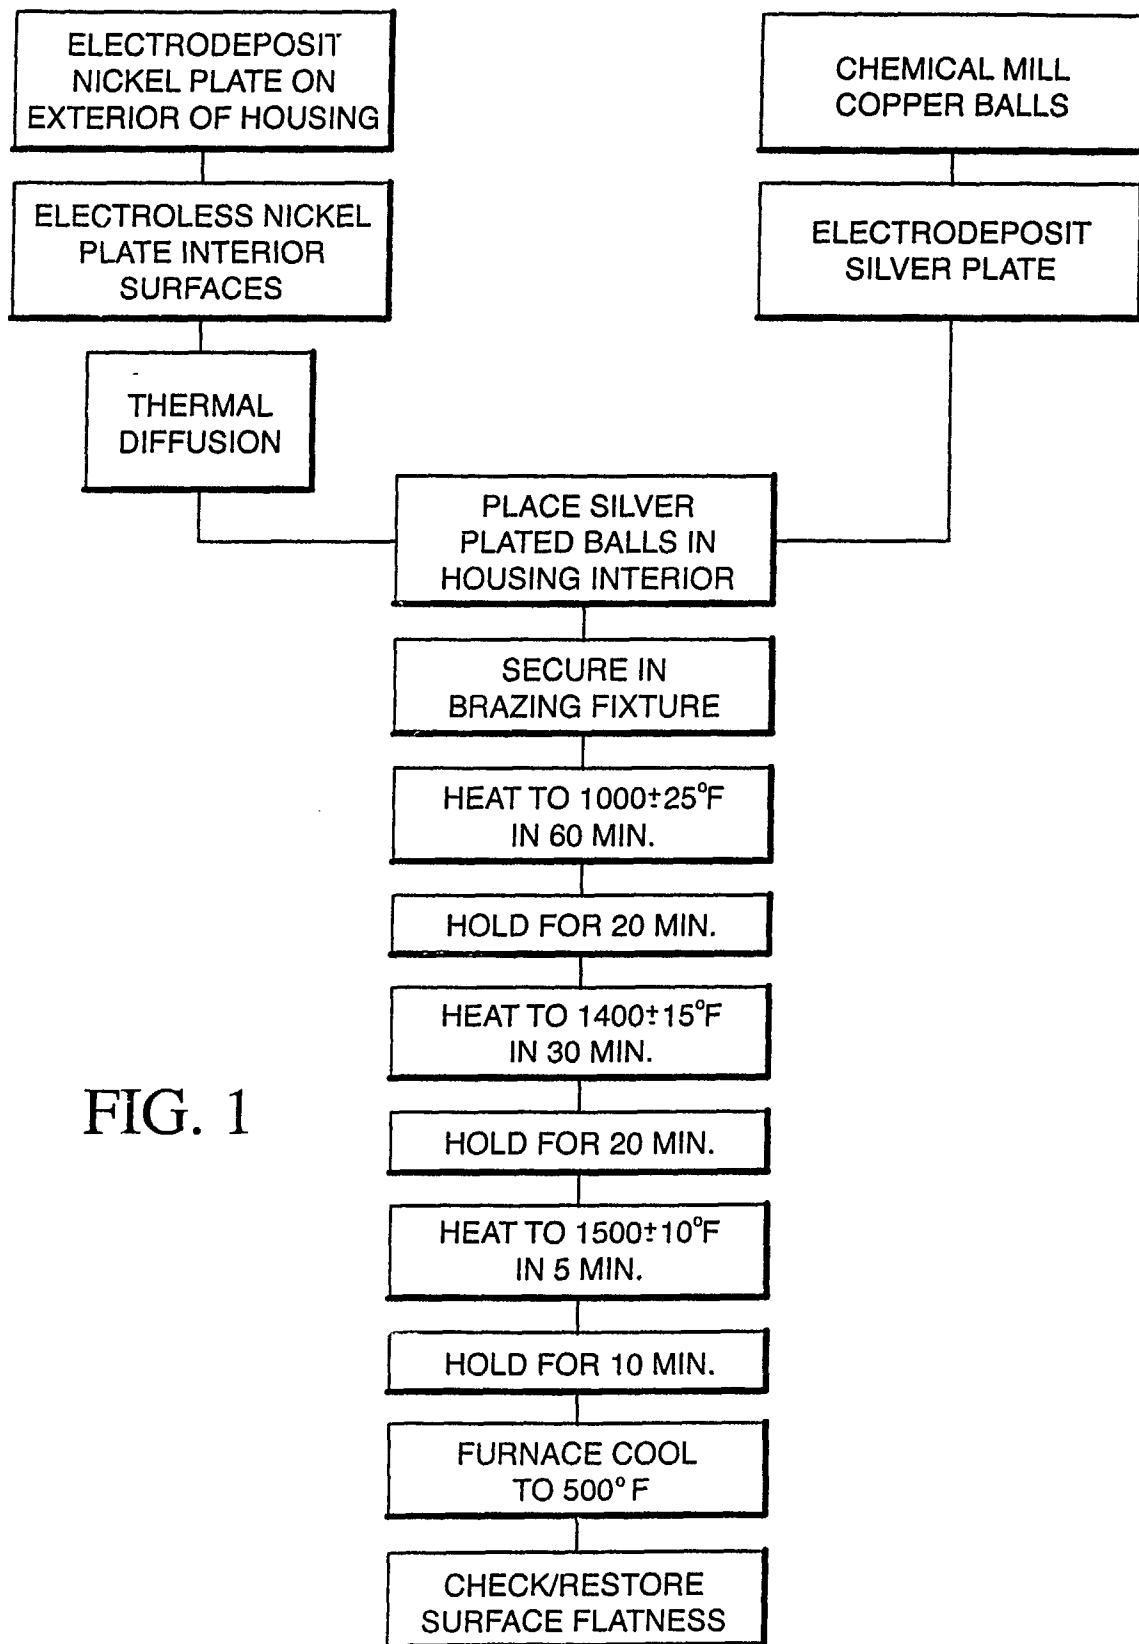 ELECTRODEPOSIT
NICKEL PLATE ON
EXTERIOR OF HOUSING
ELECTROLESS NICKEL
PLATE INTERIOR
SURFACES
THERMAL
DIFFUSION
CHEMICAL MILL
COPPER BALLS
ELECTRODEPOSIT
SILVER PLATE
PLACE SILVER
PLATED BALLS IN
HOUSING INTERIOR
SECURE IN
BRAZING FIXTURE
HEAT TO 1000±25°F
IN 60 MIN.
HOLD FOR 20 MIN.
HEAT TO 1400±15°F
IN 30 MIN.
HOLD FOR 20 MIN.
HEAT TO 1500±10°F
IN 5 MIN.
HOLD FOR 10 MIN.
FURNACE COOL
TO 500° F
CHECK/RESTORE
SURFACE FLATNESS
FIG. 1